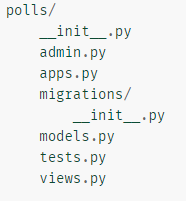 polls/
    __init__.py
    admin.py
    apps.py
    migrations/
        __init__.py
    models.py
    tests.py
    views.py